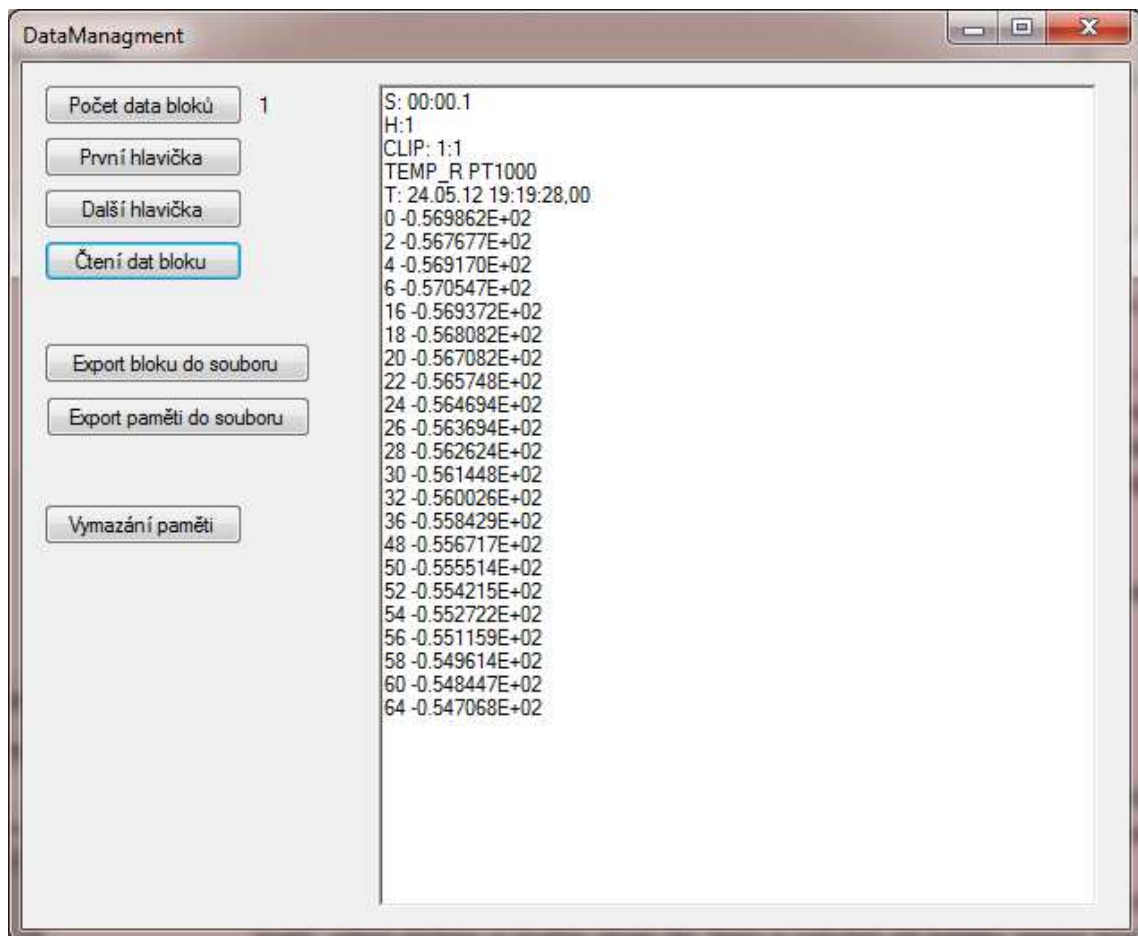 DataManagment
Počet data bloků 1
První hlavička
Další hlavička
Čtení dat bloku
Export bloku do souboru
Export paměti do souboru
Vymazání paměti
S: 00:00.1
H:1
CLIP: 1:1
TEMP_R PT1000
T: 24.05.12 19:19:28,00
0 -0.569862E+02
2 -0.567677E+02
4 -0.569170E+02
6 -0.570547E+02
16 -0.569372E+02
18 -0.568082E+02
20 -0.567082E+02
22 -0.565748E+02
24 -0.564694E+02
26 -0.563694E+02
28 -0.562624E+02
30 -0.561448E+02
32 -0.560026E+02
36 -0.558429E+02
48 -0.556717E+02
50 -0.555514E+02
52 -0.554215E+02
54 -0.552722E+02
56 -0.551159E+02
58 -0.549614E+02
60 -0.548447E+02
64 -0.547068E+02